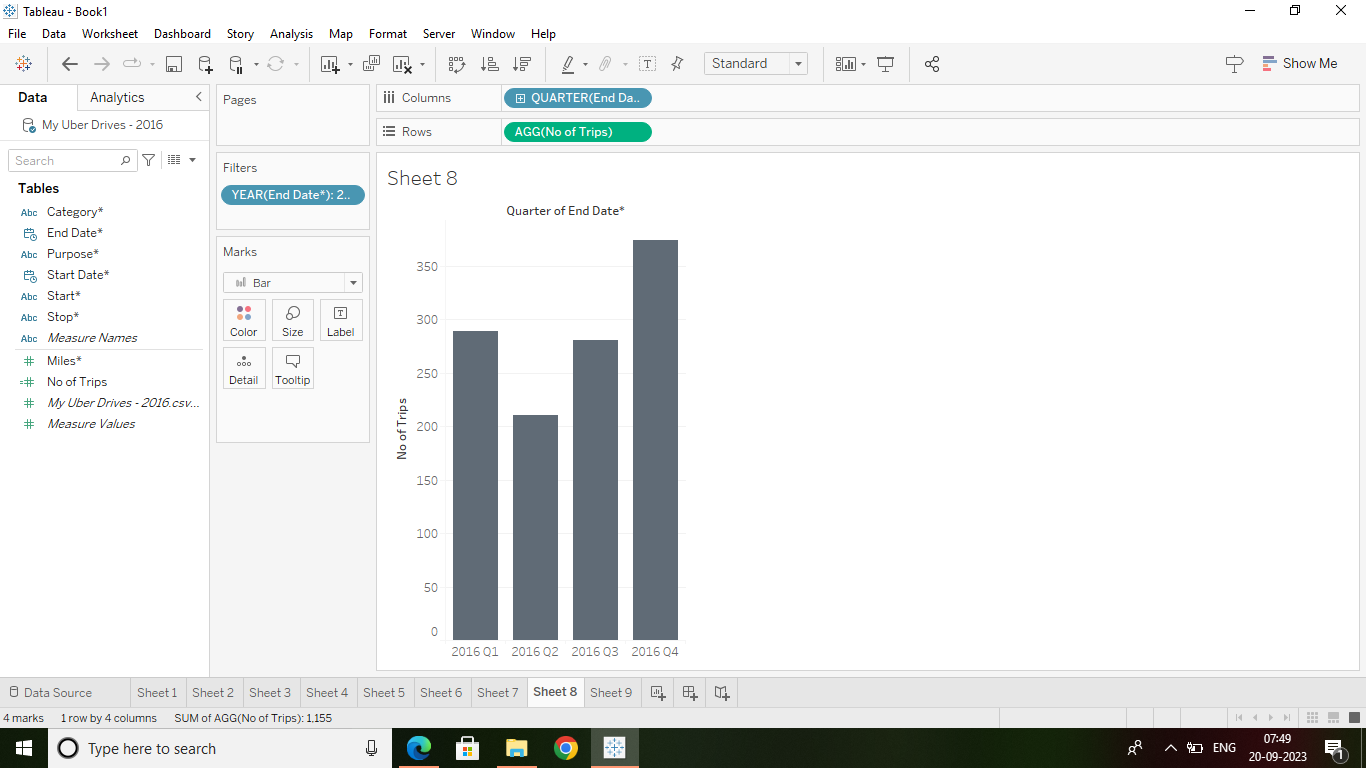 Tableau - Book1
File Data Worksheet Dashboard Story Analysis Map Format Server Window Help
Standard
Show Me
Data Analytics
My Uber Drives - 2016
Search
Tables
Abc Category*
End Date*
Abc Purpose*
Start Date*
Abc Start*
Abc Stop*
Abc Measure Names
# Miles*
=# No of Trips
# My Uber Drives - 2016.csv...
# Measure Values
Pages
Filters
YEAR(End Date*): 2..
Marks
Bar
Color Size Label
Detail Tooltip
Columns QUARTER(End Da..
Rows AGG(No of Trips)
Sheet 8
Quarter of End Date*
No of Trips
350
300
250
200
150
100
50
0
2016 Q1 2016 Q2 2016 Q3 2016 Q4
Data Source Sheet 1 Sheet 2 Sheet 3 Sheet 4 Sheet 5 Sheet 6 Sheet 7 Sheet 8 Sheet 9
4 marks 1 row by 4 columns SUM of AGG(No of Trips): 1,155
Type here to search
ENG
07:49
20-09-2023
1